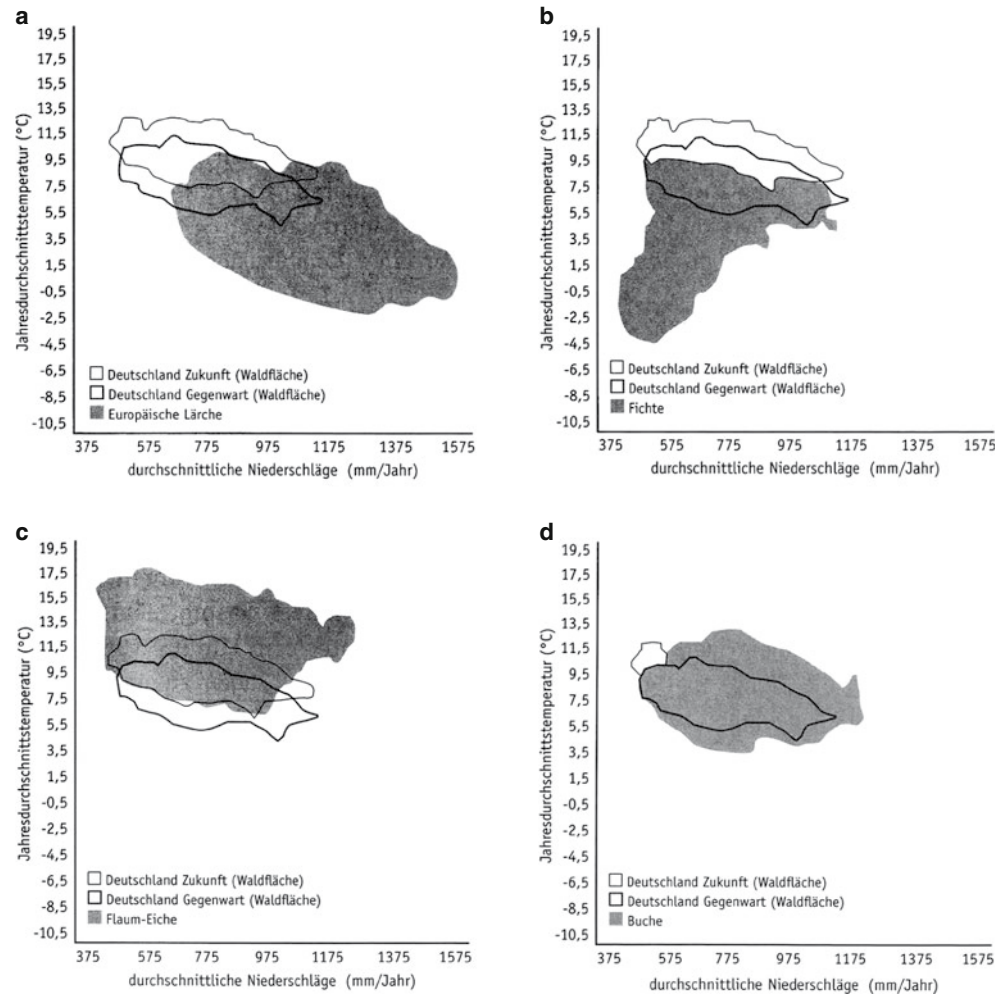 a
19,5
17,5
15,5
13,5
11,5
9,5
7,5
5,5
3,5
1,5
-0,5
-2,5
-4,5
-6,5
-8,5
-10,5
Jahresdurchschnittstemperatur (°C)
Deutschland Zukunft (Waldfläche)
Deutschland Gegenwart (Waldfläche)
Europäische Lärche
375 575 775 975 1175 1375 1575
durchschnittliche Niederschläge (mm/Jahr)
b
19,5
17,5
15,5
13,5
11,5
9,5
7,5
5,5
3,5
1,5
-0,5
-2,5
-4,5
-6,5
-8,5
-10,5
Jahresdurchschnittstemperatur (°C)
Deutschland Zukunft (Waldfläche)
Deutschland Gegenwart (Waldfläche)
Fichte
375 575 775 975 1175 1375 1575
durchschnittliche Niederschläge (mm/Jahr)
c
19,5
17,5
15,5
13,5
11,5
9,5
7,5
5,5
3,5
1,5
-0,5
-2,5
-4,5
-6,5
-8,5
-10,5
Jahresdurchschnittstemperatur (°C)
Deutschland Zukunft (Waldfläche)
Deutschland Gegenwart (Waldfläche)
Flaum-Eiche
375 575 775 975 1175 1375 1575
durchschnittliche Niederschläge (mm/Jahr)
d
19,5
17,5
15,5
13,5
11,5
9,5
7,5
5,5
3,5
1,5
-0,5
-2,5
-4,5
-6,5
-8,5
-10,5
Jahresdurchschnittstemperatur (°C)
Deutschland Zukunft (Waldfläche)
Deutschland Gegenwart (Waldfläche)
Buche
375 575 775 975 1175 1375 1575
durchschnittliche Niederschläge (mm/Jahr)